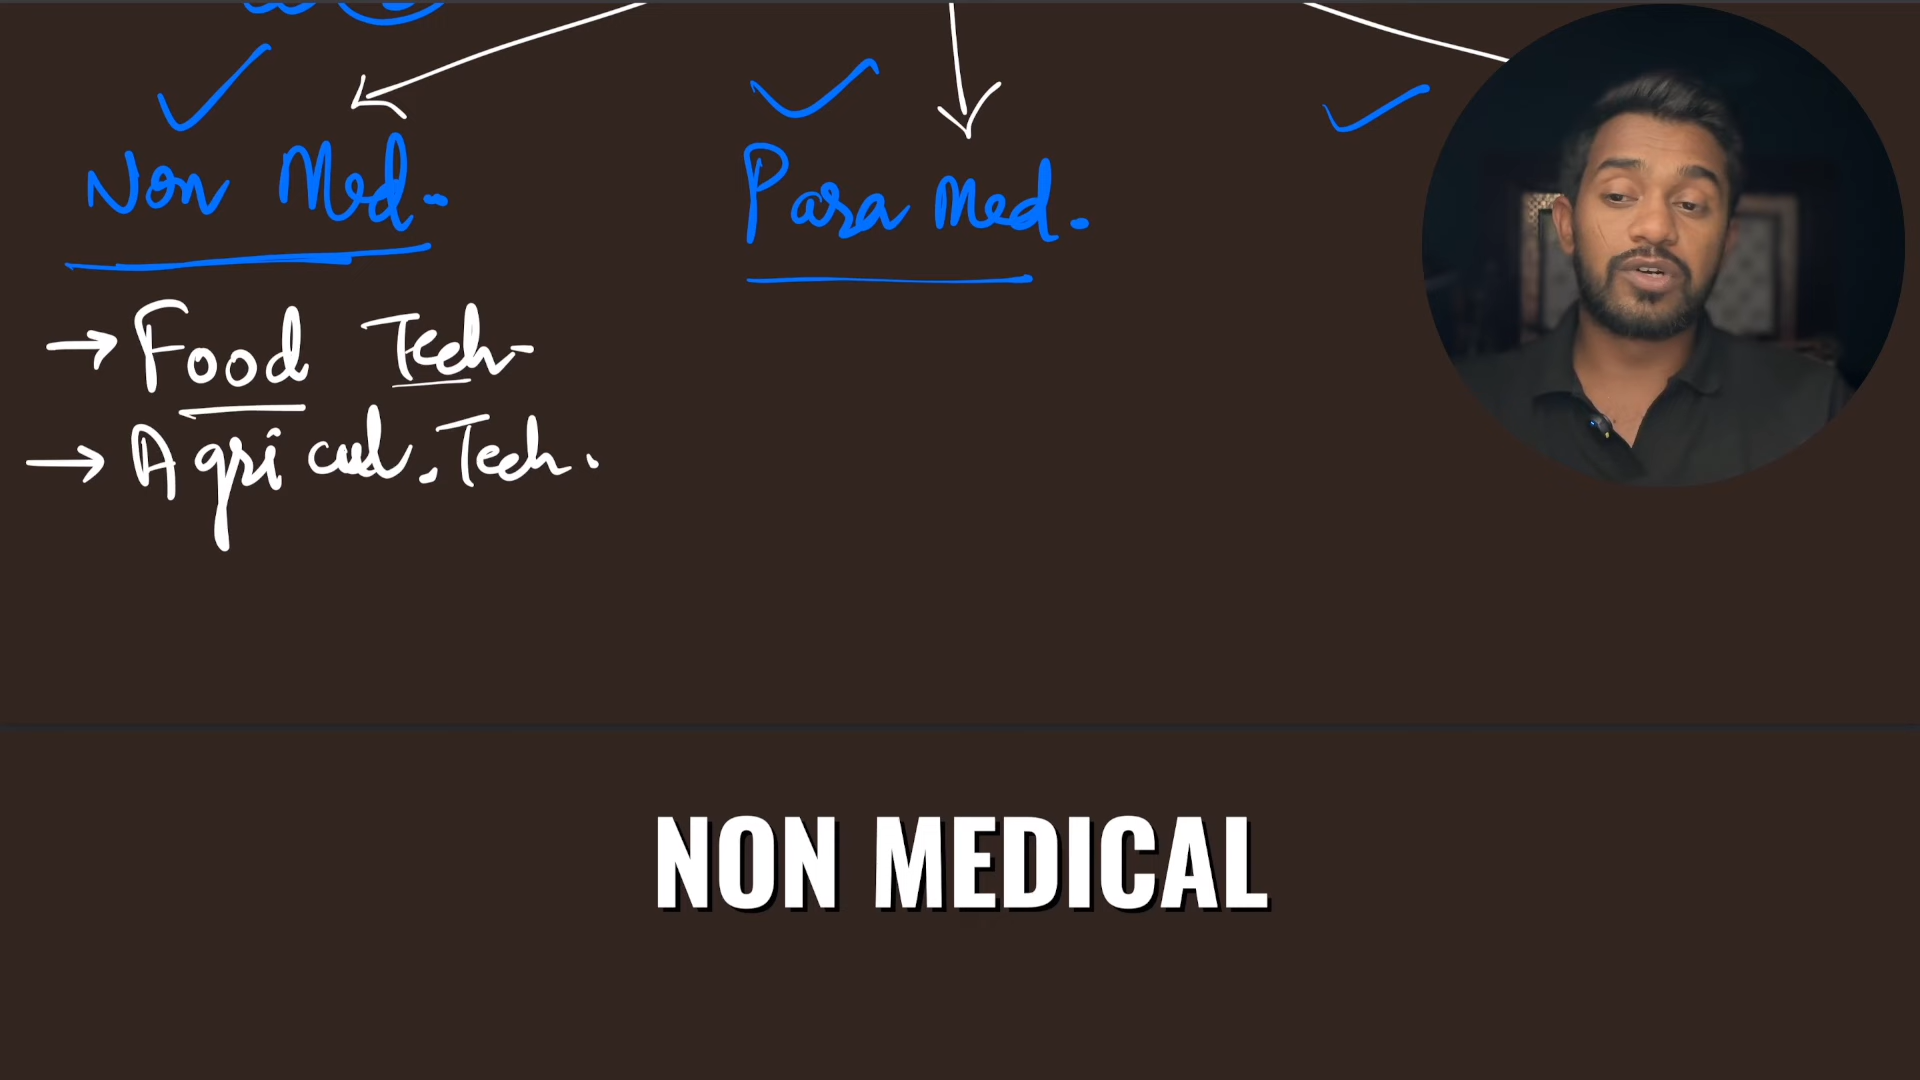 Non Med.
Para Med.
→ Food Tech.
→ Agricul. Tech.
NON MEDICAL